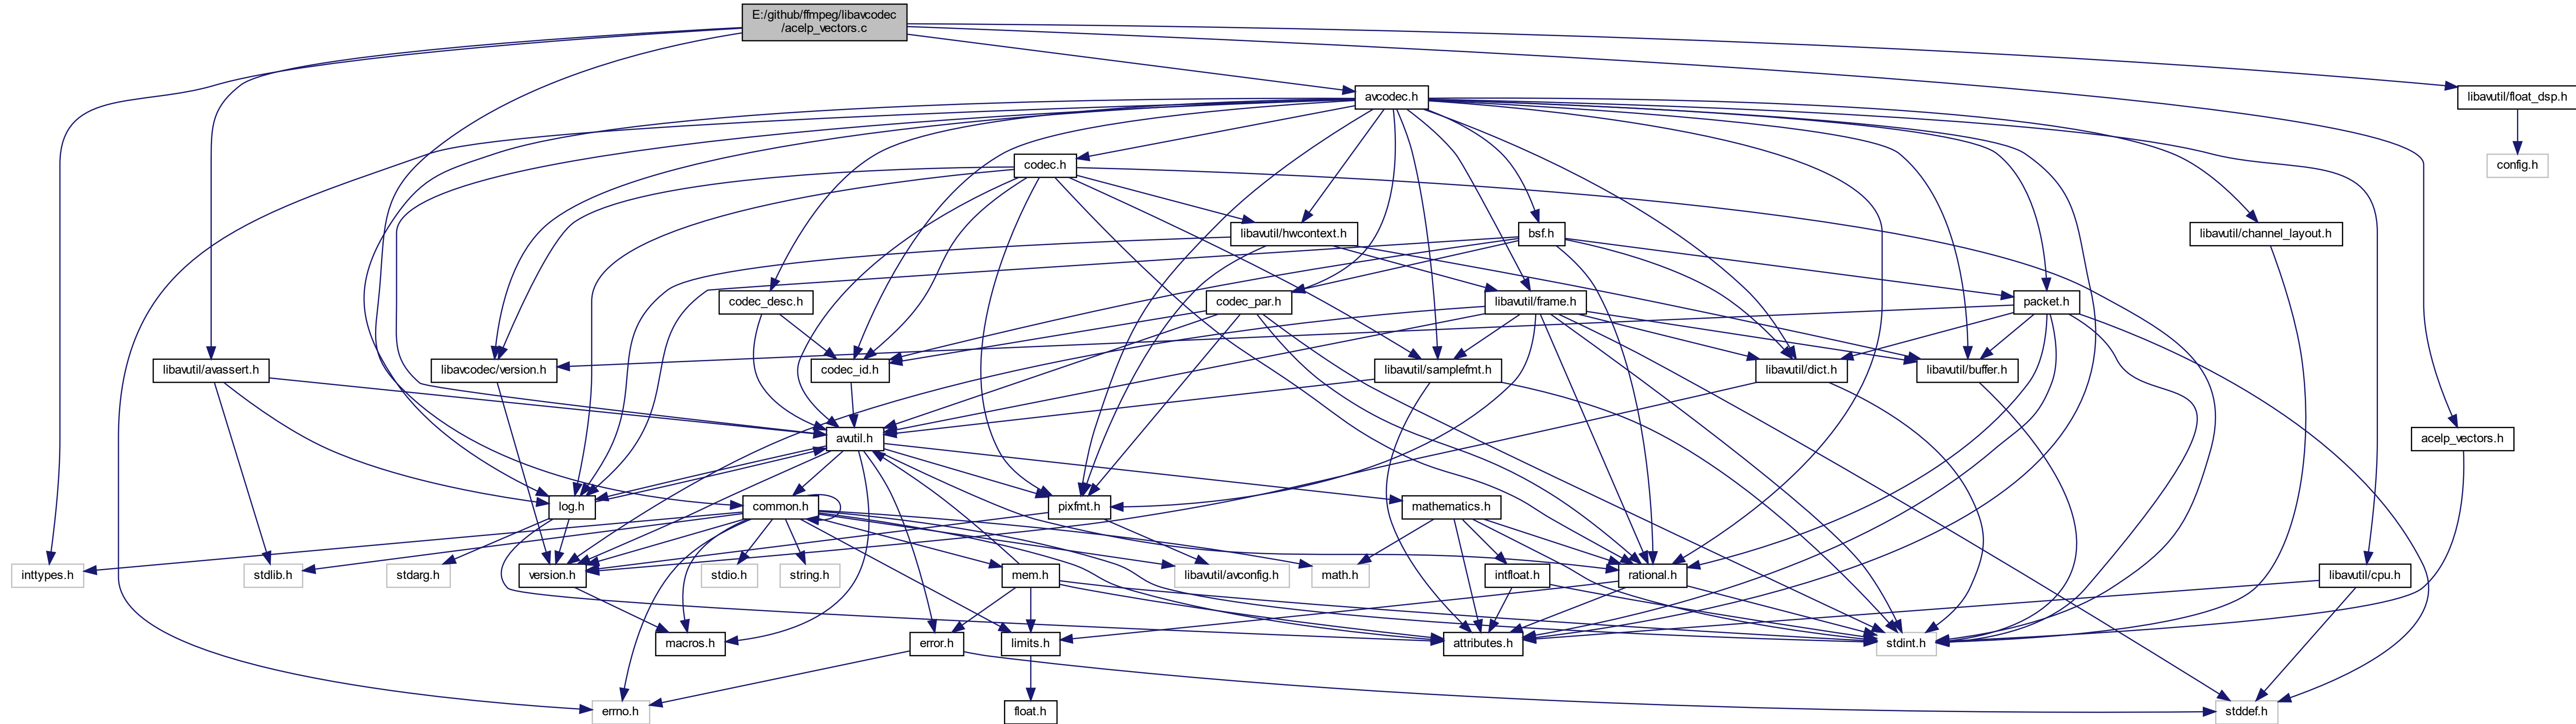 E:/github/ffmpeg/libavcodec
/acelp_vectors.c
avcodec.h
libavutil/float_dsp.h
codec.h
config.h
libavutil/hwcontext.h
bsf.h
libavutil/channel_layout.h
codec_desc.h
codec_par.h
libavutil/frame.h
packet.h
libavutil/avassert.h
libavcodec/version.h
codec_id.h
libavutil/samplefmt.h
libavutil/dict.h
libavutil/buffer.h
avutil.h
acelp_vectors.h
log.h
common.h
pixfmt.h
mathematics.h
inttypes.h
stdlib.h
stdarg.h
version.h
stdio.h
string.h
mem.h
libavutil/avconfig.h
math.h
intfloat.h
rational.h
libavutil/cpu.h
macros.h
error.h
limits.h
attributes.h
stdint.h
errno.h
float.h
stddef.h